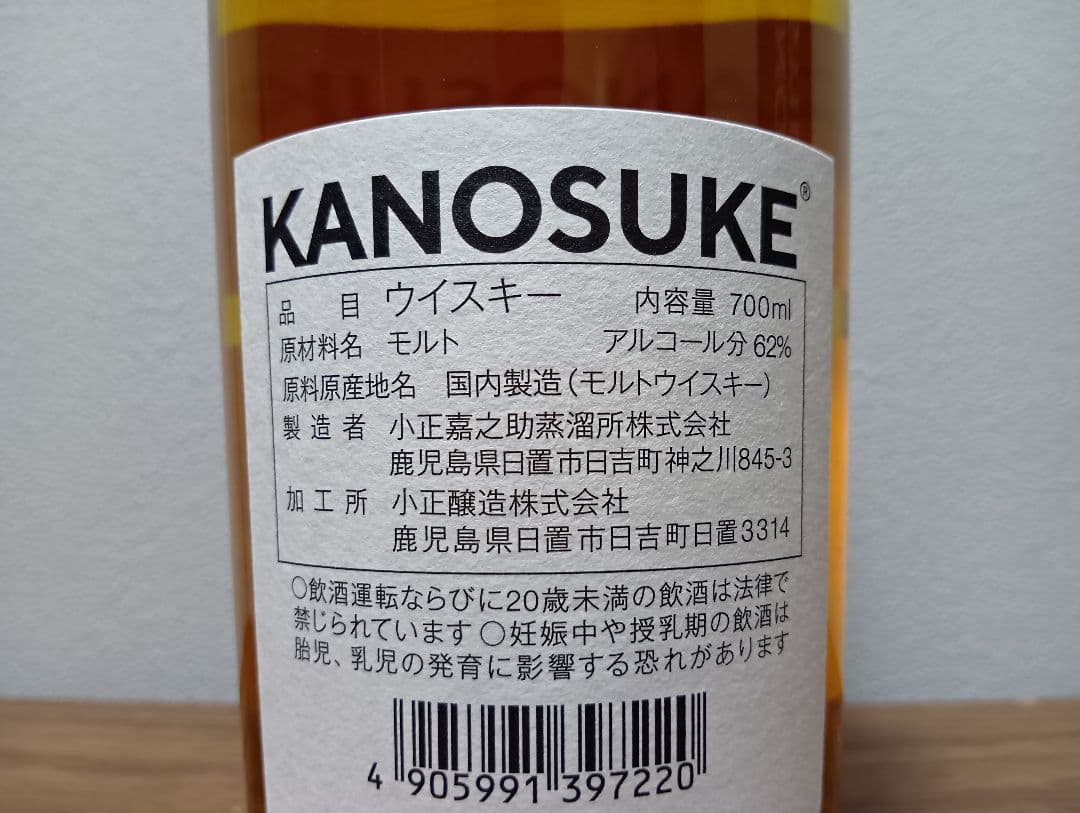 KANOSUKE®
品目 ウイスキー 内容量 700ml
原材料名 モルト アルコール分 62%
原料原産地名 国内製造(モルトウイスキー)
製造者 小正嘉之助蒸溜所株式会社
鹿児島県日置市日吉町神之川845-3
加工所 小正醸造株式会社
鹿児島県日置市日吉町日置3314
○飲酒運転ならびに20歳未満の飲酒は法律で
禁じられています ○妊娠中や授乳期の飲酒は
胎児、乳児の発育に影響する恐れがあります
4 905991 397220